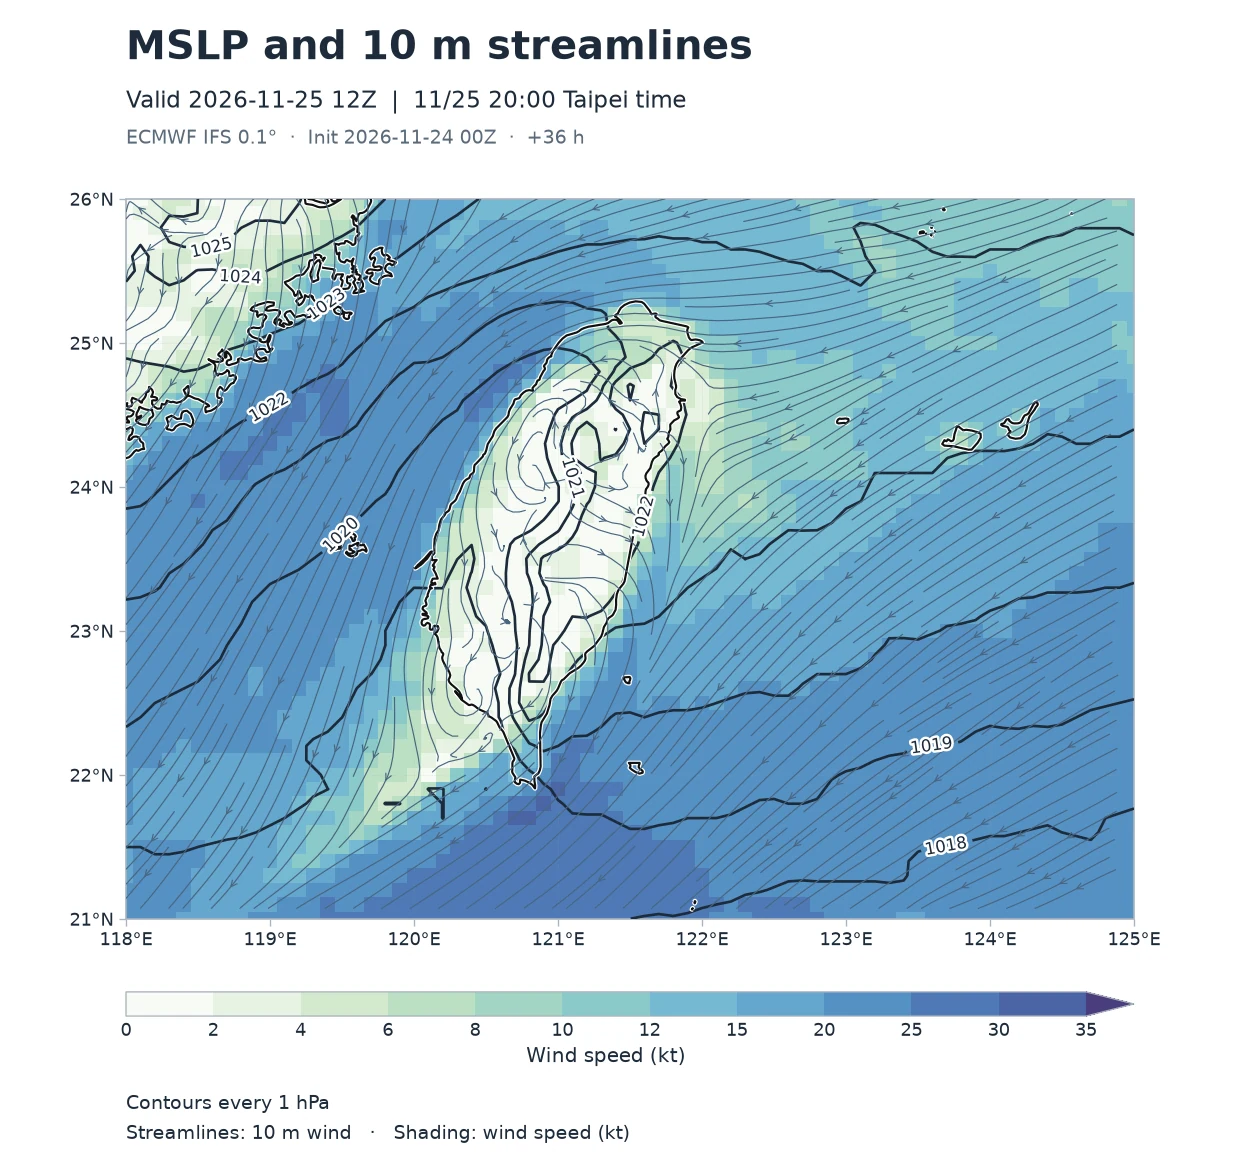 MSLP and 10 m streamlines
Valid 2026-11-25 12Z | 11/25 20:00 Taipei time
ECMWF IFS 0.1° · Init 2026-11-24 00Z · +36 h
26°N
25°N
24°N
23°N
22°N
21°N
1025
1024
1023
1022
1021
1022
1020
1019
1018
118°E 119°E 120°E 121°E 122°E 123°E 124°E 125°E
0 2 4 6 8 10 12 15 20 25 30 35
Wind speed (kt)
Contours every 1 hPa
Streamlines: 10 m wind · Shading: wind speed (kt)